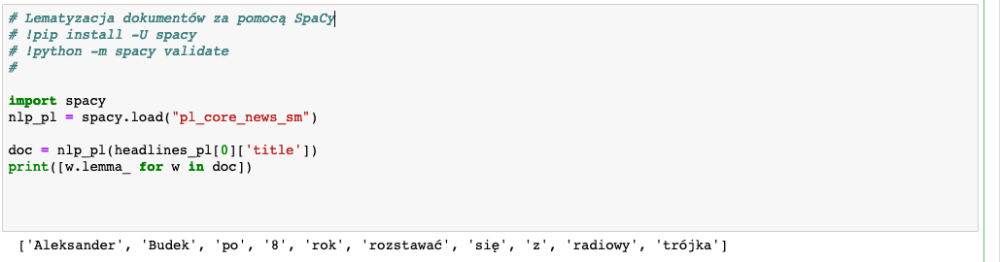 # Lematyzacja dokumentów za pomocą SpaCy
# !pip install -U spacy
# !python -m spacy validate
#
import spacy
nlp_pl = spacy.load("pl_core_news_sm")
doc = nlp_pl(headlines_pl[0]['title'])
print([w.lemma_ for w in doc])
['Aleksander', 'Budek', 'po', '8', 'rok', 'rozstawać', 'się', 'z', 'radiowy', 'trójka']